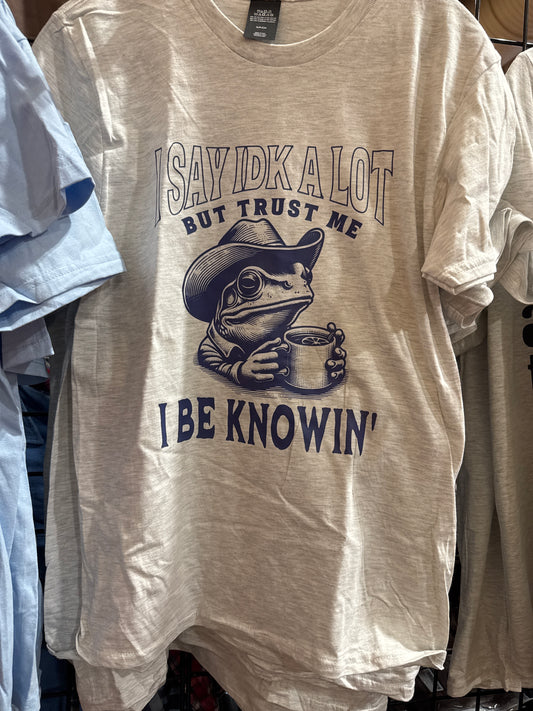 I SAY IDK A LOT
BUT TRUST ME
I BE KNOWIN'